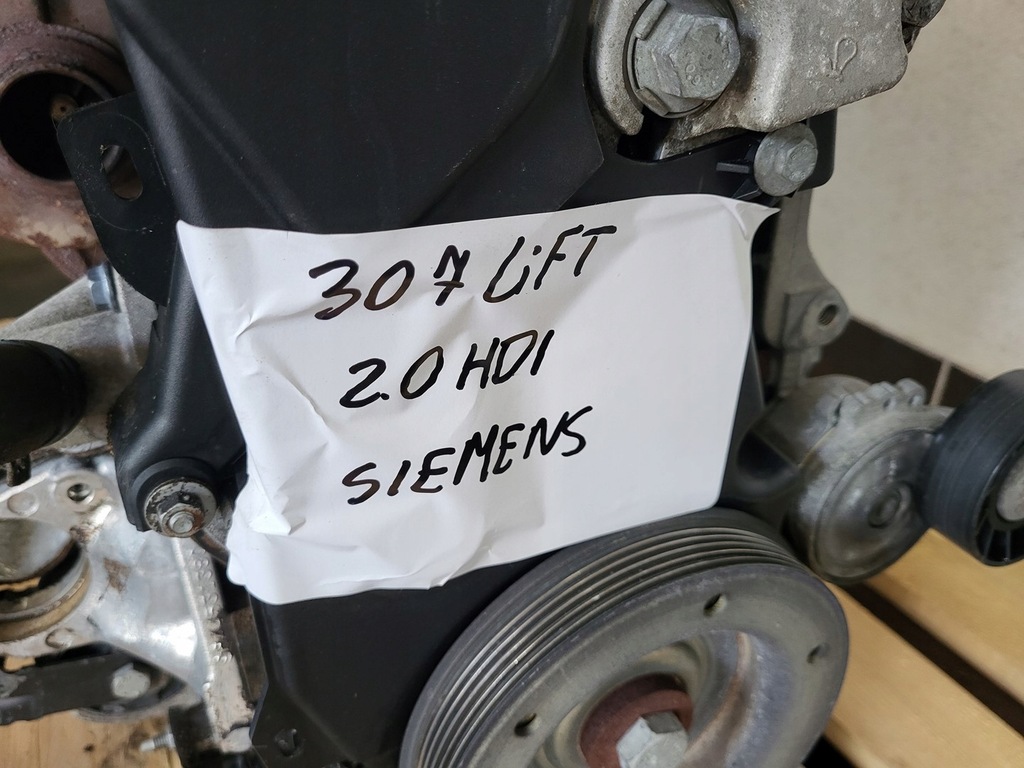 307 LiFT
2.0 HDI
SIEMENS